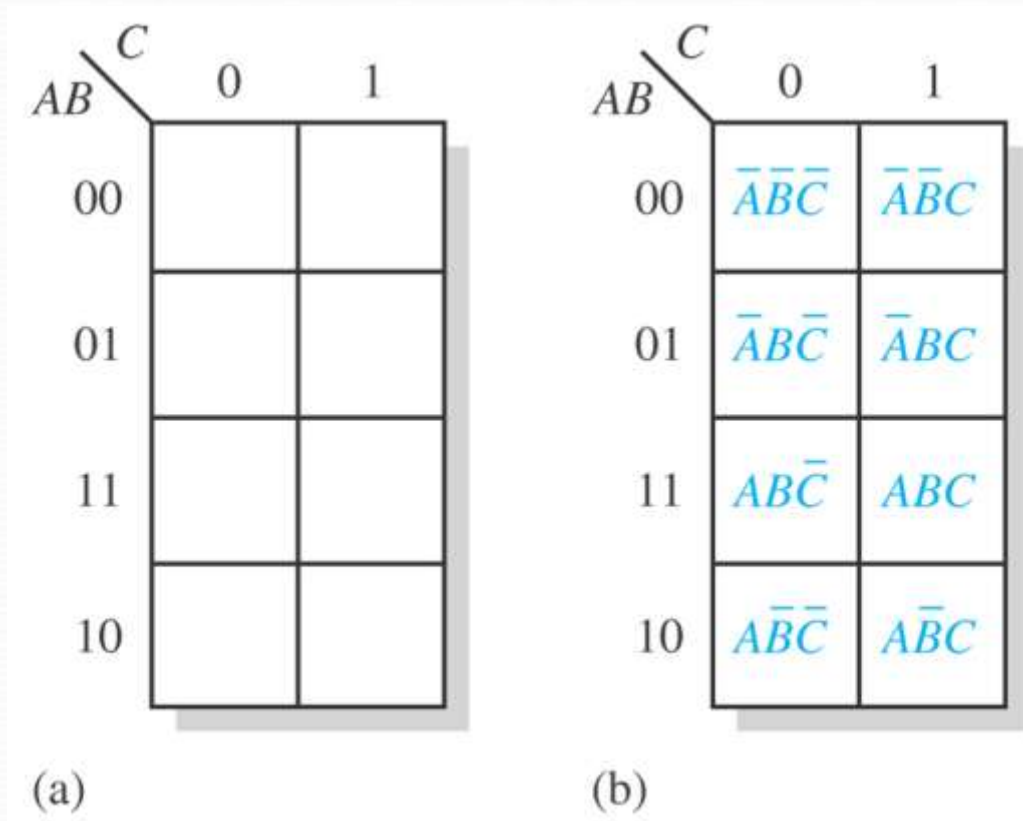 C C
AB 0 1 AB 0 1
00 00 A̅B̅C̅ A̅B̅C
01 01 A̅BC̅ A̅BC
11 11 ABC̅ ABC
10 10 AB̅C̅ AB̅C
(a) (b)